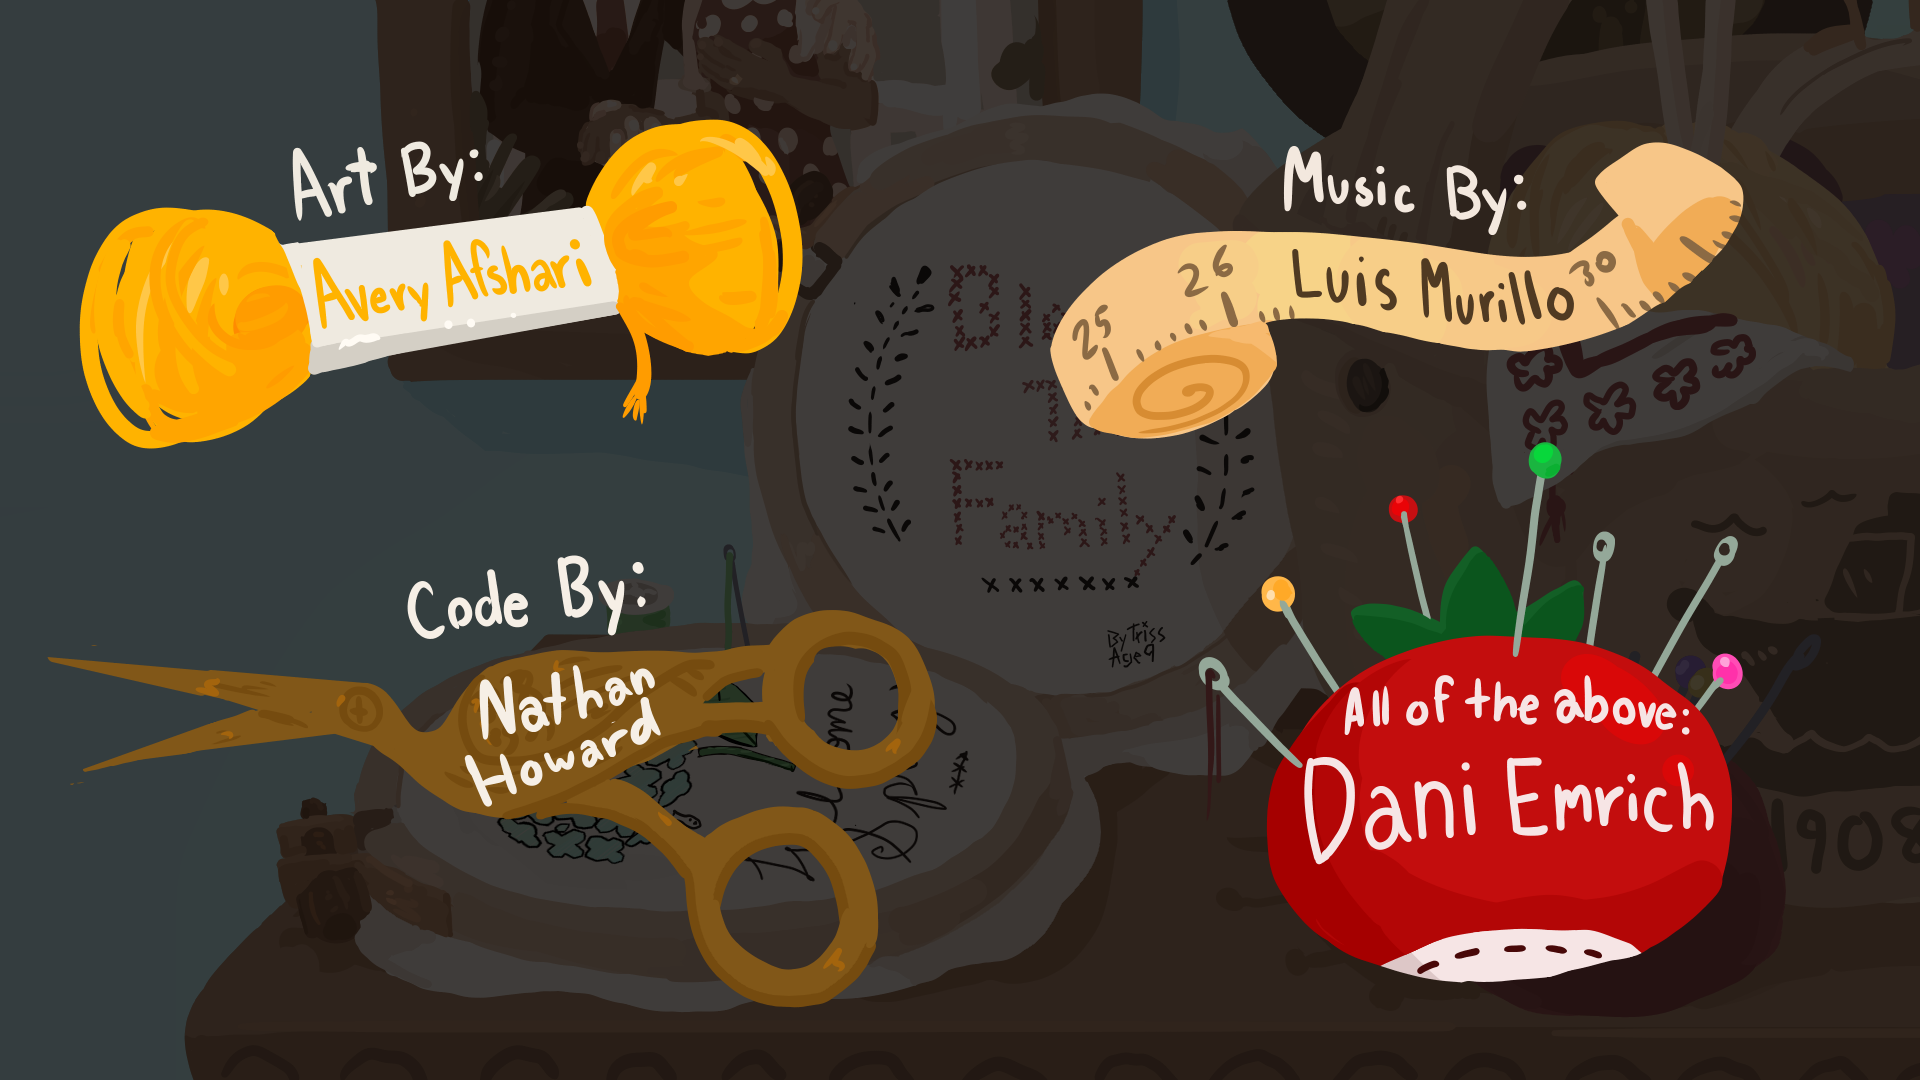 Art By:
Avery Afshari
Music By:
25 26 Luis Murillo 30
Code By:
Nathan
Howard
All of the above:
Dani Emrich
Family
By Triss
Age 9
1908